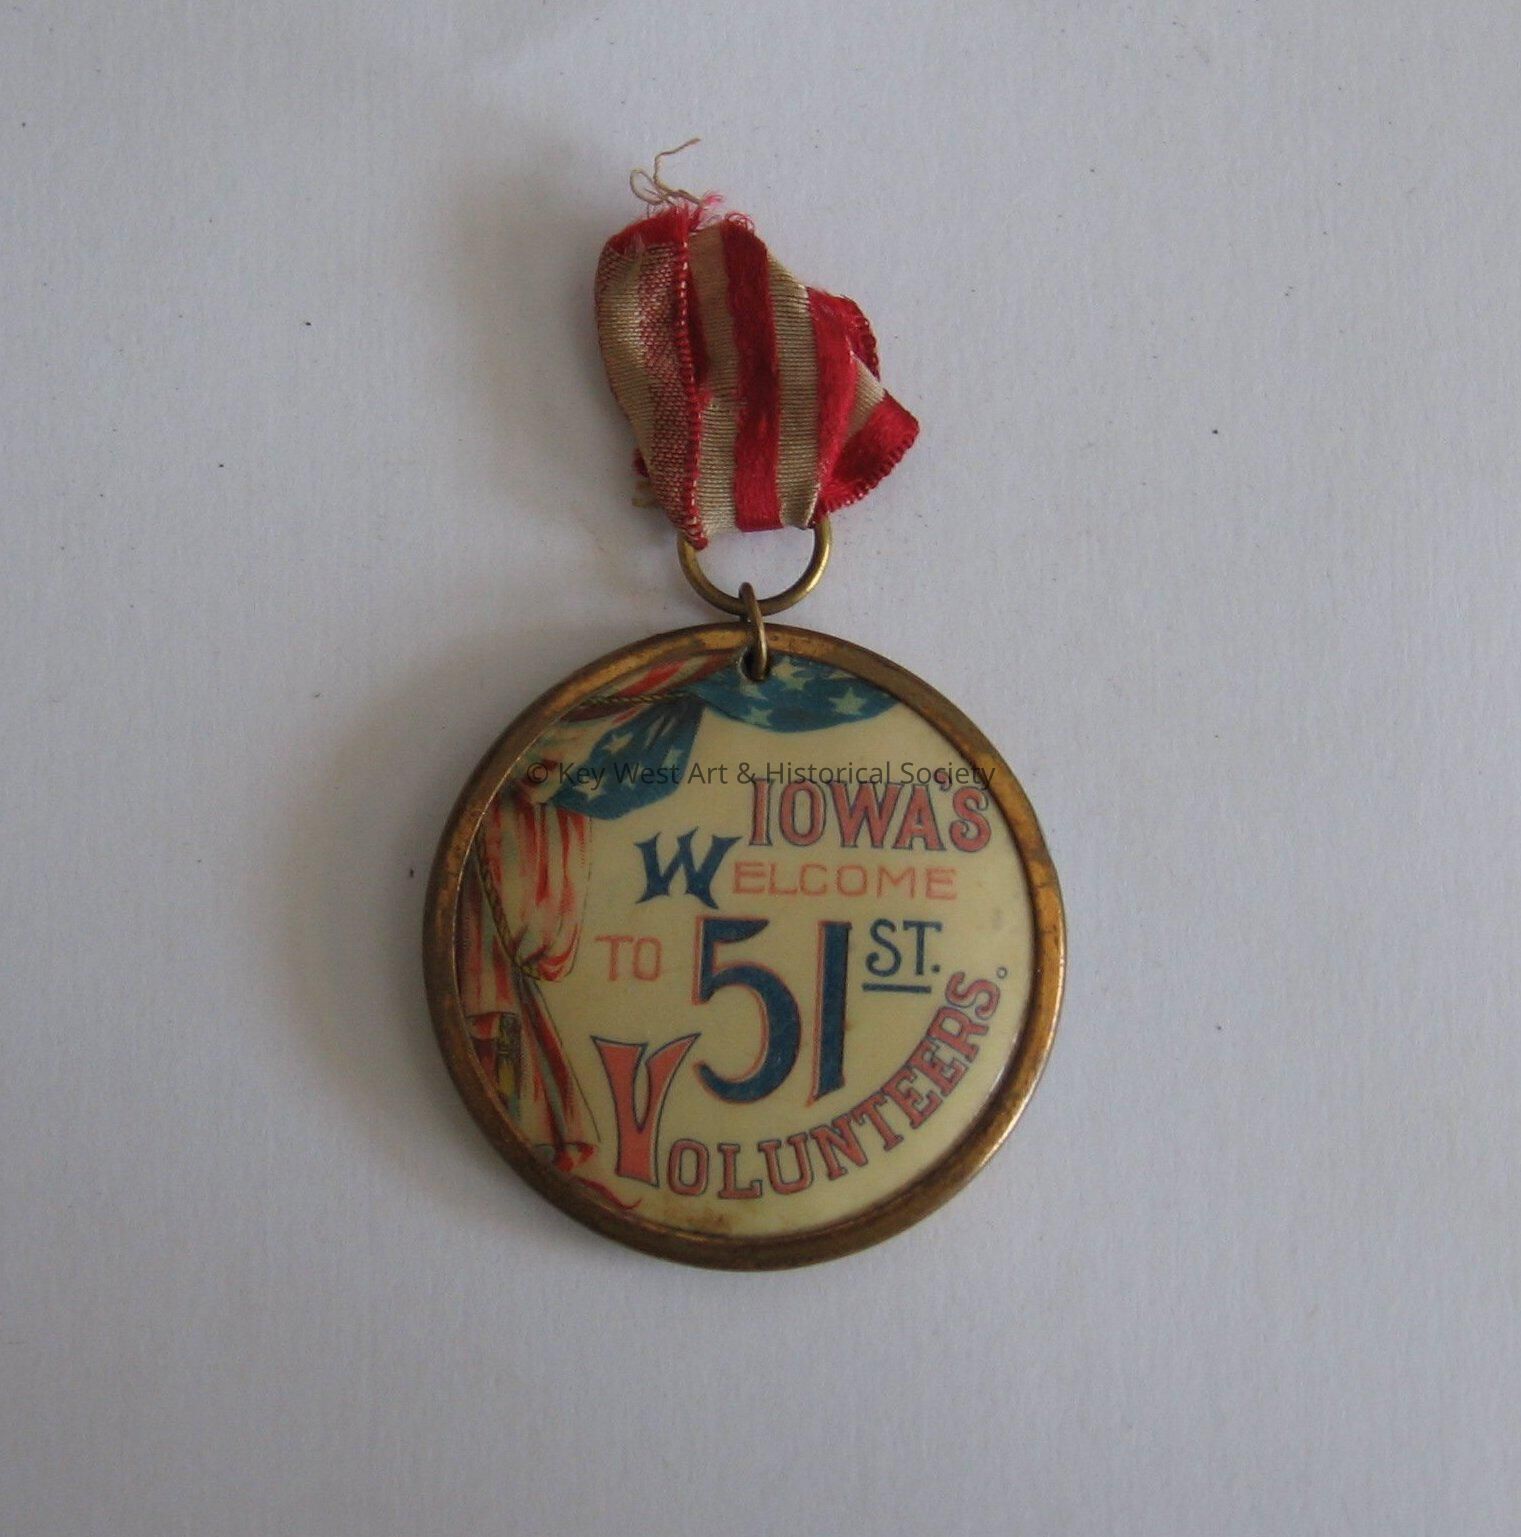 © Key West Art & Historical Society
IOWA'S
WELCOME
TO 51ST.
VOLUNTEERS.